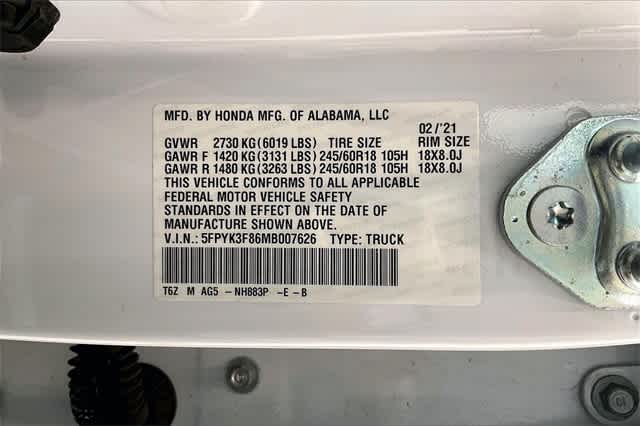 MFD. BY HONDA MFG. OF ALABAMA, LLC
02/'21
GVWR 2730 KG(6019 LBS) TIRE SIZE RIM SIZE
GAWR F 1420 KG(3131 LBS) 245/60R18 105H 18X8.0J
GAWR R 1480 KG(3263 LBS) 245/60R18 105H 18X8.0J
THIS VEHICLE CONFORMS TO ALL APPLICABLE
FEDERAL MOTOR VEHICLE SAFETY
STANDARDS IN EFFECT ON THE DATE OF
MANUFACTURE SHOWN ABOVE.
V.I.N.: 5FPYK3F86MB007626 TYPE: TRUCK
T6Z M AG5 -NH883P -E -B